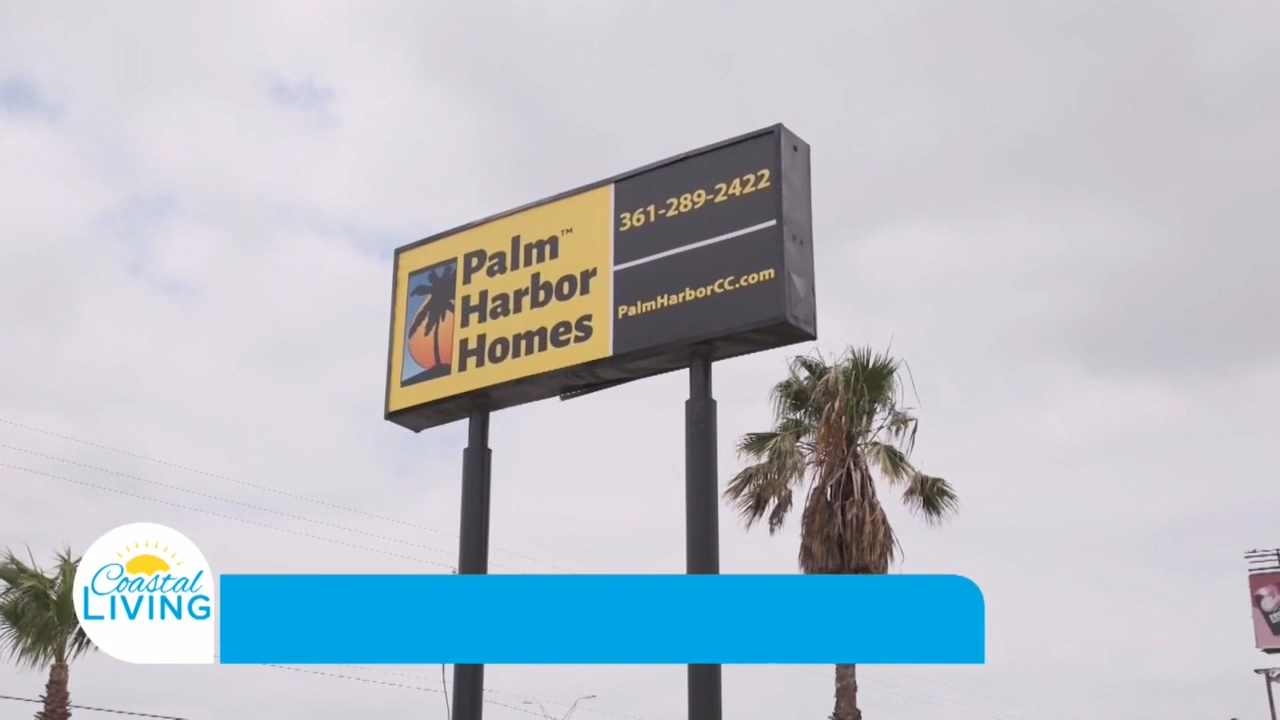 Palm™
Harbor
Homes
361-289-2422
PalmHarborCC.com
Coastal
LIVING